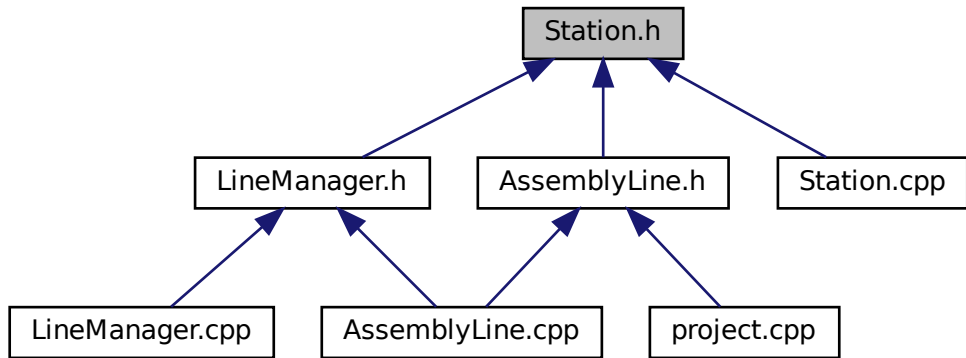 Station.h
LineManager.h
AssemblyLine.h
Station.cpp
LineManager.cpp
AssemblyLine.cpp
project.cpp